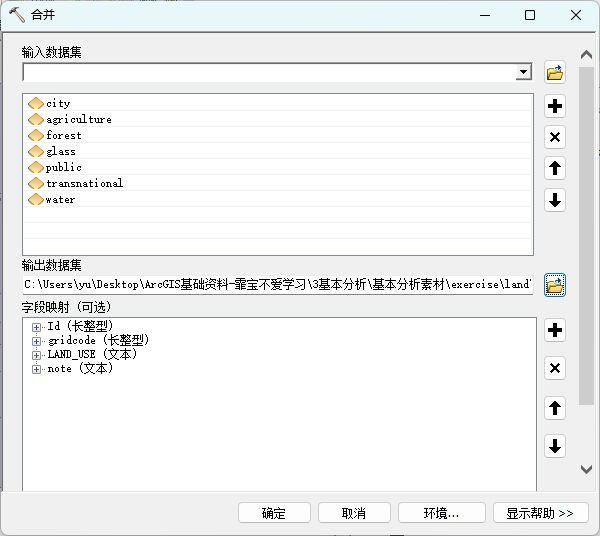 合并
输入数据集
city
agriculture
forest
glass
public
transnational
water
输出数据集
C:\Users\yu\Desktop\ArcGIS基础资料-霏宝不爱学习\3基本分析\基本分析素材\exercise\land\
字段映射 (可选)
Id (长整型)
gridcode (长整型)
LAND_USE (文本)
note (文本)
确定 取消 环境... 显示帮助 >>